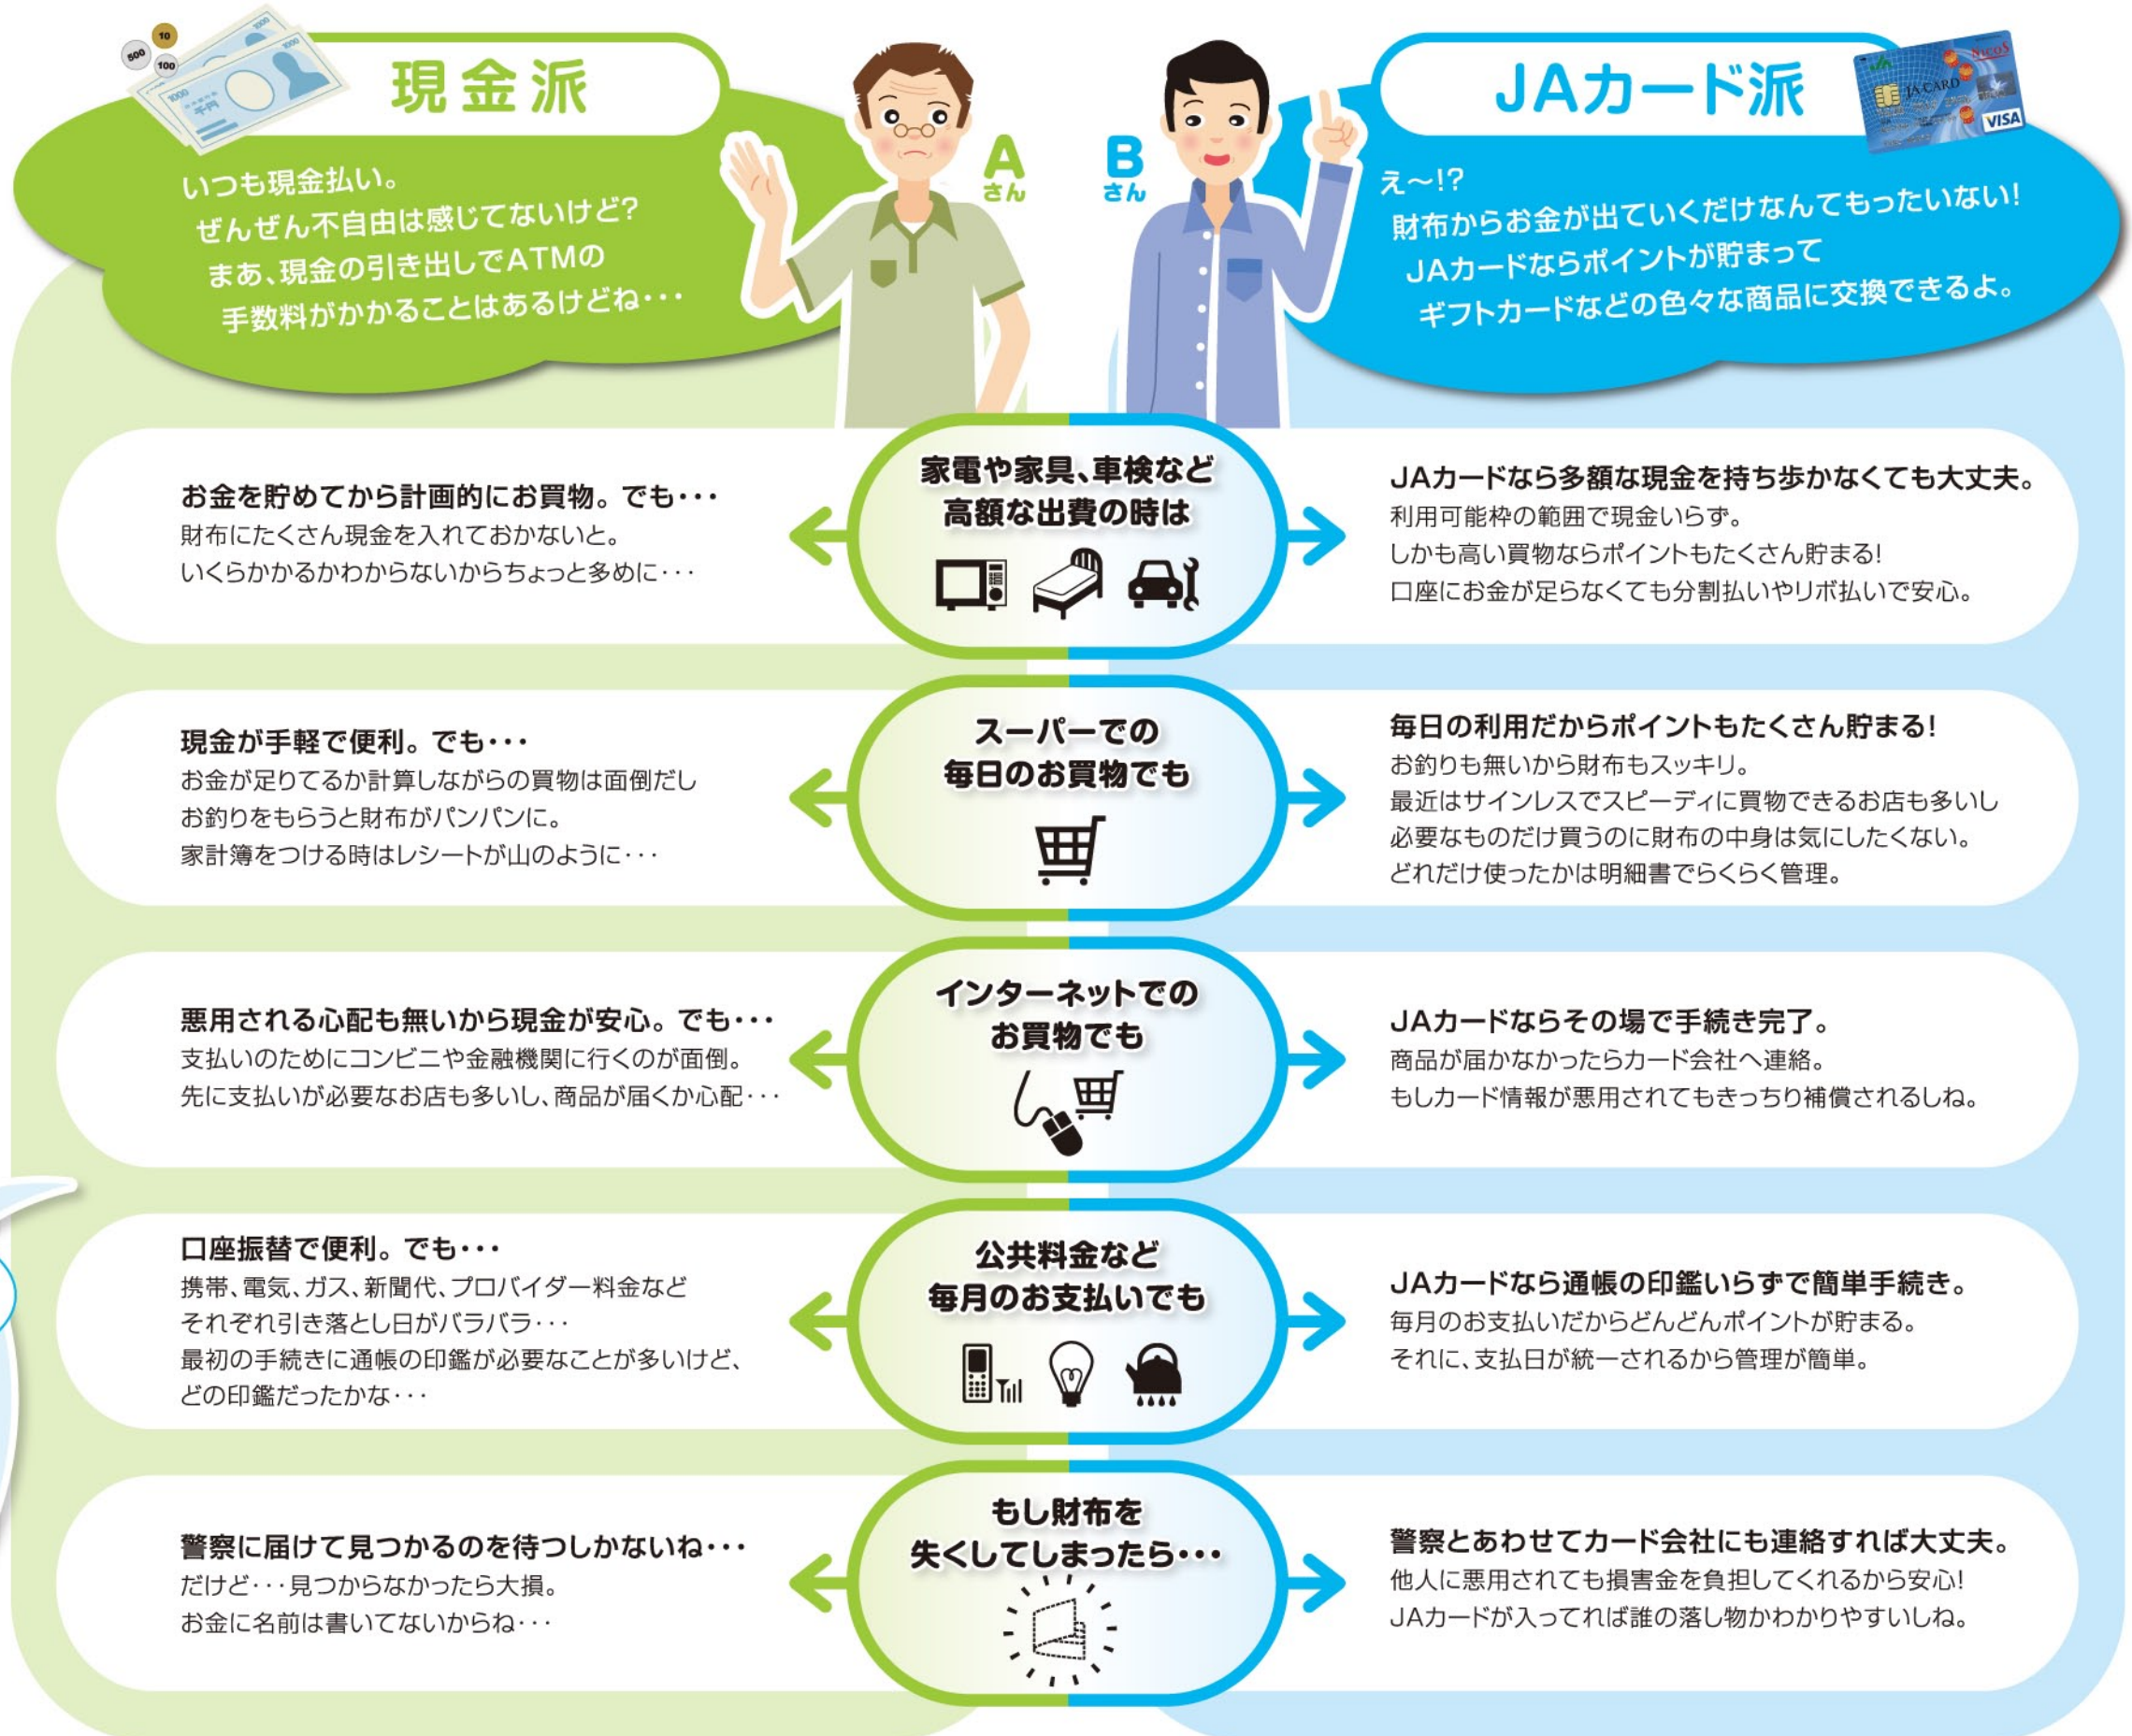 現金派
500
10
100
1000
1000
千円
いつも現金払い。
ぜんぜん不自由は感じてないけど?
まあ、現金の引き出しでATMの
手数料がかかることはあるけどね・・・
Aさん
Bさん
JAカード派
JA
NICOS
JA CARD
VISA
え〜!?
財布からお金が出ていくだけなんてもったいない!
JAカードならポイントが貯まって
ギフトカードなどの色々な商品に交換できるよ。
家電や家具、車検など
高額な出費の時は
お金を貯めてから計画的にお買物。でも・・・
財布にたくさん現金を入れておかないと。
いくらかかるかわからないからちょっと多めに・・・
JAカードなら多額な現金を持ち歩かなくても大丈夫。
利用可能枠の範囲で現金いらず。
しかも高い買物ならポイントもたくさん貯まる!
口座にお金が足らなくても分割払いやリボ払いで安心。
スーパーでの
毎日のお買物でも
現金が手軽で便利。でも・・・
お金が足りてるか計算しながらの買物は面倒だし
お釣りをもらうと財布がパンパンに。
家計簿をつける時はレシートが山のように・・・
毎日の利用だからポイントもたくさん貯まる!
お釣りも無いから財布もスッキリ。
最近はサインレスでスピーディに買物できるお店も多いし
必要なものだけ買うのに財布の中身は気にしたくない。
どれだけ使ったかは明細書でらくらく管理。
インターネットでの
お買物でも
悪用される心配も無いから現金が安心。でも・・・
支払いのためにコンビニや金融機関に行くのが面倒。
先に支払いが必要なお店も多いし、商品が届くか心配・・・
JAカードならその場で手続き完了。
商品が届かなかったらカード会社へ連絡。
もしカード情報が悪用されてもきっちり補償されるしね。
公共料金など
毎月のお支払いでも
口座振替で便利。でも・・・
携帯、電気、ガス、新聞代、プロバイダー料金など
それぞれ引き落とし日がバラバラ・・・
最初の手続きに通帳の印鑑が必要なことが多いけど、
どの印鑑だったかな・・・
JAカードなら通帳の印鑑いらずで簡単手続き。
毎月のお支払いだからどんどんポイントが貯まる。
それに、支払日が統一されるから管理が簡単。
もし財布を
失くしてしまったら・・・
警察に届けて見つかるのを待つしかないね・・・
だけど・・・見つからなかったら大損。
お金に名前は書いてないからね・・・
警察とあわせてカード会社にも連絡すれば大丈夫。
他人に悪用されても損害金を負担してくれるから安心!
JAカードが入ってれば誰の落し物かわかりやすいしね。